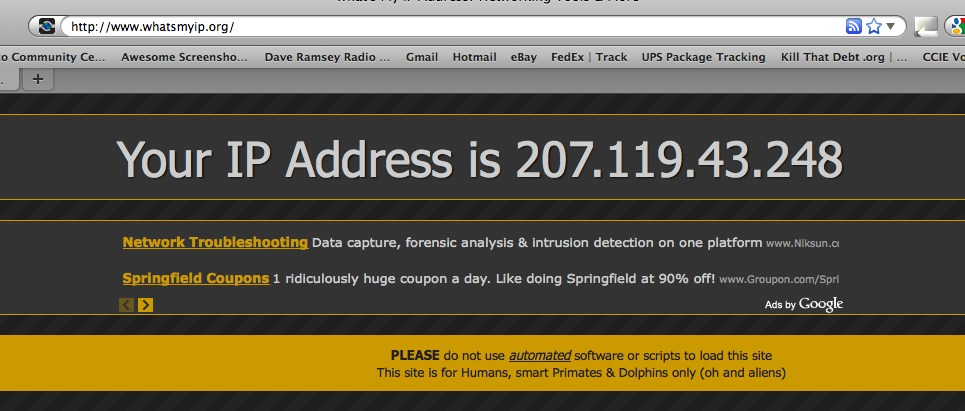 http://www.whatsmyip.org/
to Community Ce... Awesome Screensho... Dave Ramsey Radio ... Gmail Hotmail eBay FedEx | Track UPS Package Tracking Kill That Debt .org | ... CCIE Vo
Your IP Address is 207.119.43.248
Network Troubleshooting Data capture, forensic analysis & intrusion detection on one platform www.Niksun.co
Springfield Coupons 1 ridiculously huge coupon a day. Like doing Springfield at 90% off! www.Groupon.com/Spri
Ads by Google
PLEASE do not use automated software or scripts to load this site
This site is for Humans, smart Primates & Dolphins only (oh and aliens)